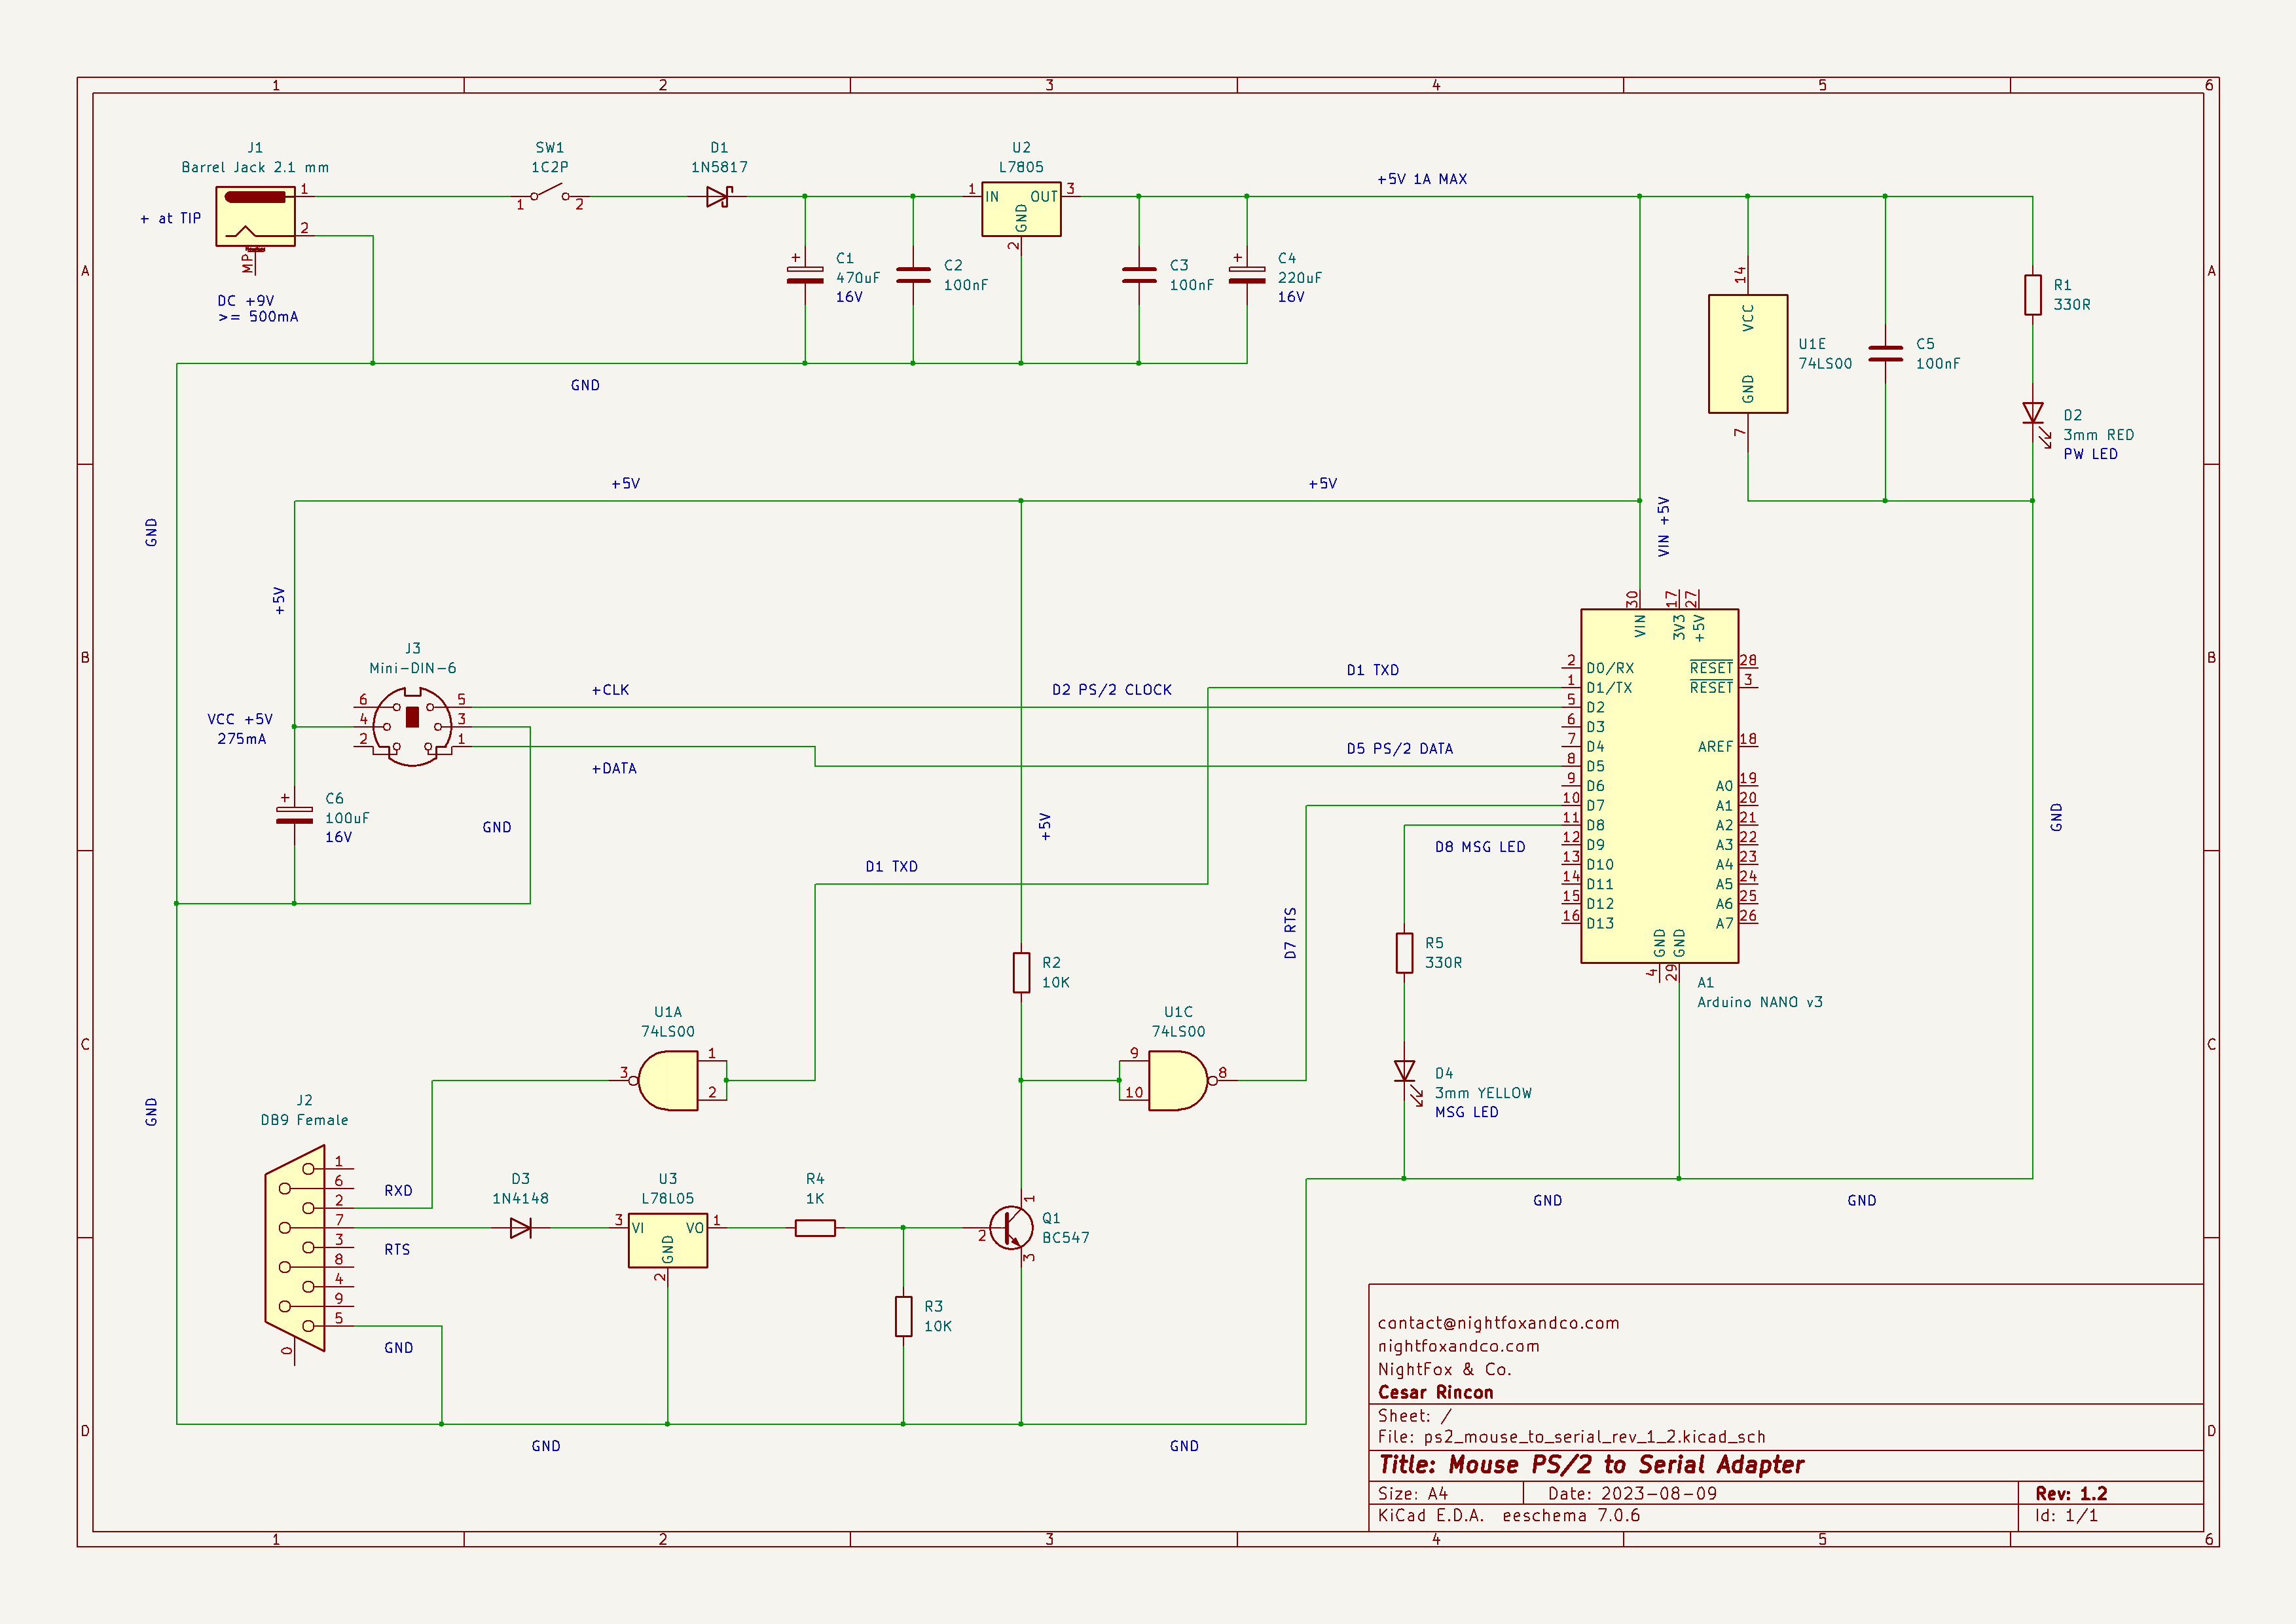 1 2 3 4 5 6
J1
Barrel Jack 2.1 mm
1
+ at TIP
2
MP
DC +9V
>= 500mA
SW1
1C2P
1 2
D1
1N5817
U2
L7805
1 IN OUT 3
GND
2
+5V 1A MAX
+
C1
470uF
16V
C2
100nF
C3
100nF
+
C4
220uF
16V
GND
A A
14
VCC
GND
7
U1E
74LS00
C5
100nF
R1
330R
D2
3mm RED
PW LED
+5V +5V
GND
+5V
VIN +5V
B B
J3
Mini-DIN-6
6 5
4 3
2 1
VCC +5V
275mA
+CLK
+DATA
D2 PS/2 CLOCK
D1 TXD
D5 PS/2 DATA
+
C6
100uF
16V
GND
+5V
D1 TXD
30 17 27
VIN 3V3 +5V
2 D0/RX RESET 28
1 D1/TX RESET 3
5 D2
6 D3
7 D4 AREF 18
8 D5
9 D6 A0 19
10 D7 A1 20
11 D8 A2 21
12 D9 A3 22
13 D10 A4 23
14 D11 A5 24
15 D12 A6 25
16 D13 A7 26
GND GND
4 29
A1
Arduino NANO v3
D8 MSG LED
GND
D7 RTS
R2
10K
R5
330R
C C
U1A
74LS00
1
3
2
U1C
74LS00
9
8
10
D4
3mm YELLOW
MSG LED
GND
J2
DB9 Female
1
6
2
7
3
8
4
9
5
0
RXD
RTS
GND
D3
1N4148
U3
L78L05
3 VI VO 1
GND
2
R4
1K
1
2
3
Q1
BC547
R3
10K
GND GND
GND GND
D D
contact@nightfoxandco.com
nightfoxandco.com
NightFox & Co.
Cesar Rincon
Sheet: /
File: ps2_mouse_to_serial_rev_1_2.kicad_sch
Title: Mouse PS/2 to Serial Adapter
Size: A4 Date: 2023-08-09 Rev: 1.2
KiCad E.D.A. eeschema 7.0.6 Id: 1/1
1 2 3 4 5 6